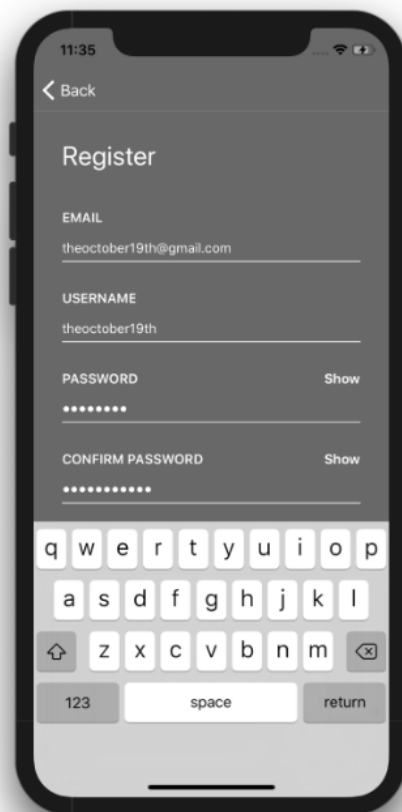 11:35
Back
Register
EMAIL
theoctober19th@gmail.com
USERNAME
theoctober19th
PASSWORD Show
••••••••
CONFIRM PASSWORD Show
•••••••••••
q w e r t y u i o p
a s d f g h j k l
z x c v b n m
123 space return